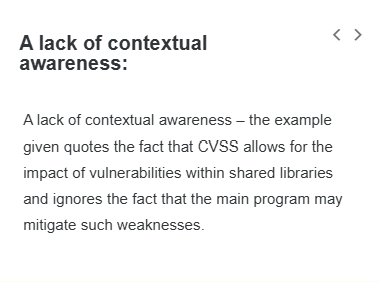 A lack of contextual
awareness:
A lack of contextual awareness – the example
given quotes the fact that CVSS allows for the
impact of vulnerabilities within shared libraries
and ignores the fact that the main program may
mitigate such weaknesses.